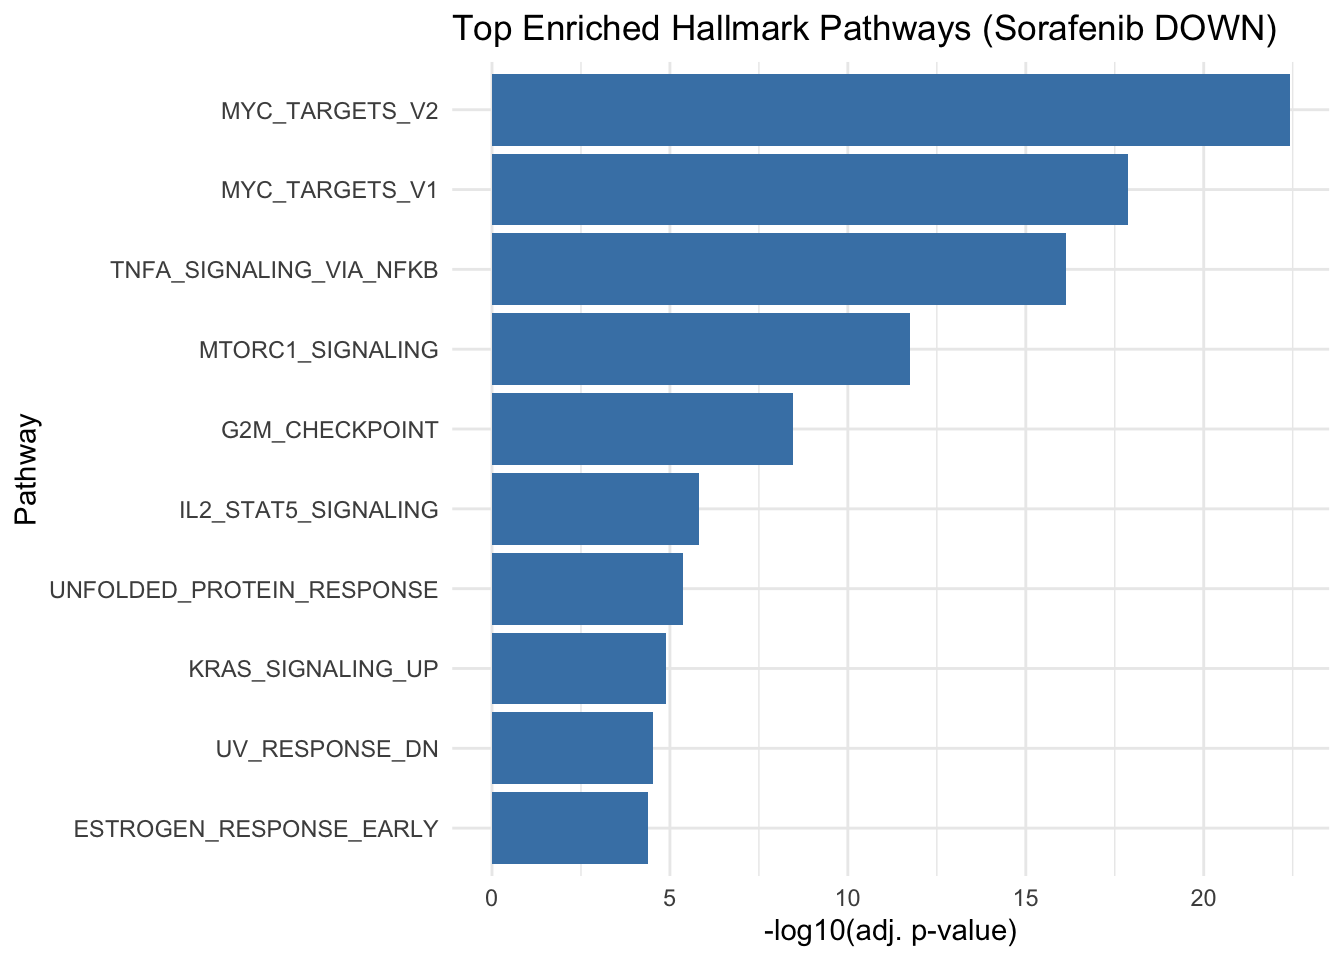 Top Enriched Hallmark Pathways (Sorafenib DOWN)
Pathway
MYC_TARGETS_V2
MYC_TARGETS_V1
TNFA_SIGNALING_VIA_NFKB
MTORC1_SIGNALING
G2M_CHECKPOINT
IL2_STAT5_SIGNALING
UNFOLDED_PROTEIN_RESPONSE
KRAS_SIGNALING_UP
UV_RESPONSE_DN
ESTROGEN_RESPONSE_EARLY
0 5 10 15 20
-log10(adj. p-value)